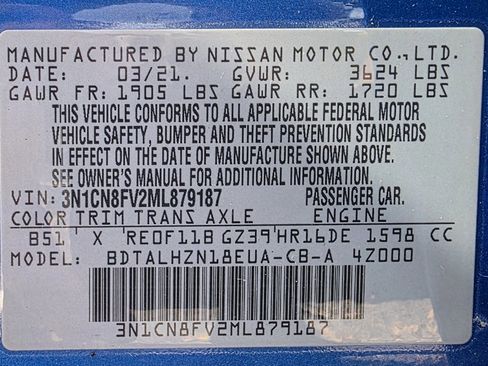 MANUFACTURED BY NISSAN MOTOR CO., LTD.
DATE: 03/21. GVWR: 3624 LBS
GAWR FR: 1905 LBS GAWR RR: 1720 LBS
THIS VEHICLE CONFORMS TO ALL APPLICABLE FEDERAL MOTOR
VEHICLE SAFETY, BUMPER AND THEFT PREVENTION STANDARDS
IN EFFECT ON THE DATE OF MANUFACTURE SHOWN ABOVE.
SEE OWNER'S MANUAL FOR ADDITIONAL INFORMATION.
VIN: 3N1CN8FV2ML879187 PASSENGER CAR.
COLOR TRIM TRANS AXLE ENGINE
B51 X RE0F11B GZ39 HR16DE 1598 CC
MODEL: BDTALHZN18EUA-CB-A 4Z000
3N1CN8FV2ML879187